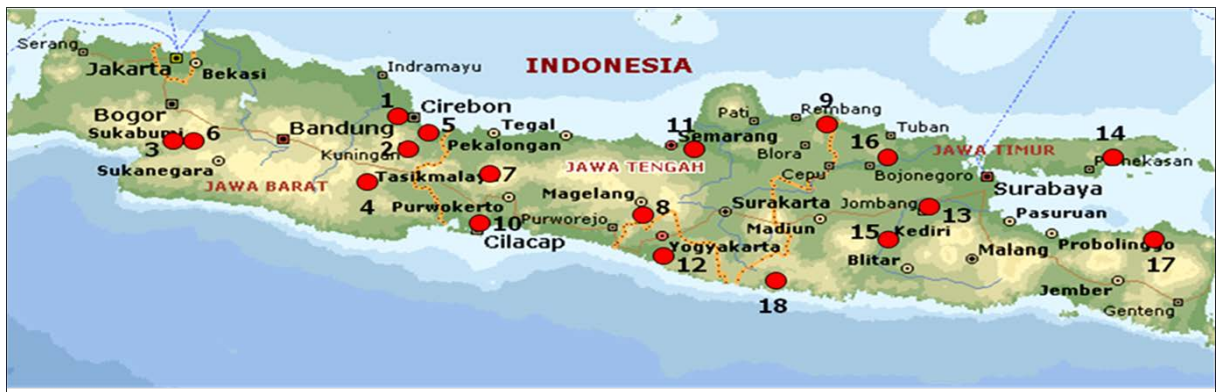 Serang
Jakarta
Bekasi
Indramayu
INDONESIA
Bogor
1
Cirebon
Pati
9
Rembang
Sukabumi
6
Bandung
5
Tegal
11
Semarang
Tuban
3
2
Kuningan
Pekalongan
Blora
16
JAWA TIMUR
14
Sukanegara
JAWA BARAT
Tasikmalaya
7
JAWA TENGAH
Cepu
Bojonegoro
Surabaya
4
Purwokerto
Magelang
8
Surakarta
Jombang
13
Pasuruan
10
Purworejo
Madiun
15
Kediri
Cilacap
Yogyakarta
Malang
Probolinggo
12
Blitar
17
18
Jember
Genteng